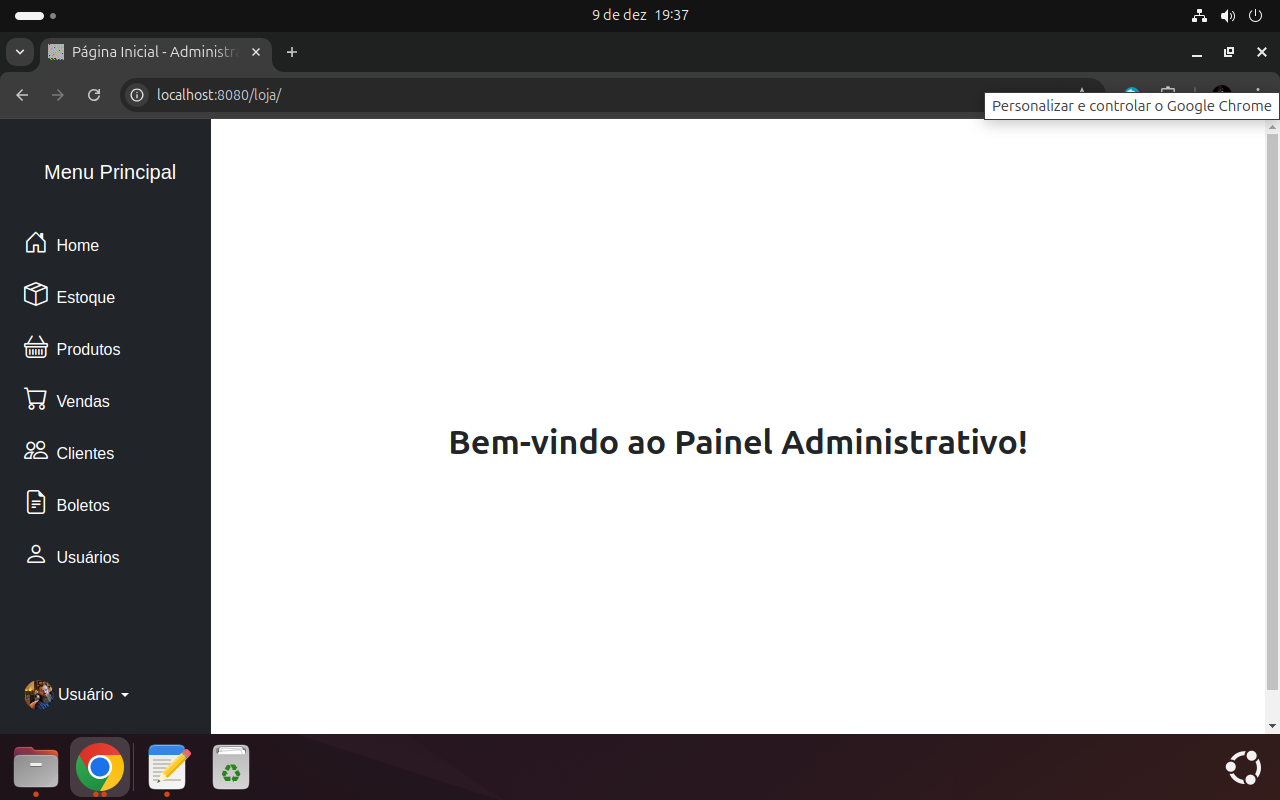 9 de dez 19:37
Página Inicial - Administra
localhost:8080/loja/
Personalizar e controlar o Google Chrome
Menu Principal
Home
Estoque
Produtos
Vendas
Clientes
Boletos
Usuários
Bem-vindo ao Painel Administrativo!
Usuário